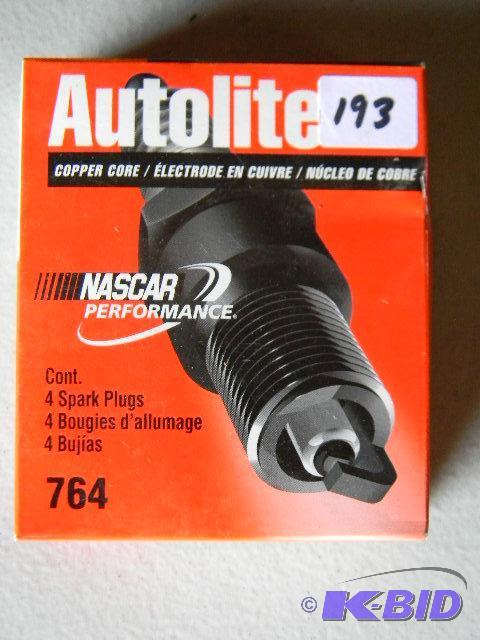 Autolite
193
COPPER CORE / ÉLECTRODE EN CUIVRE / NÚCLEO DE COBRE
NASCAR
PERFORMANCE®
Cont.
4 Spark Plugs
4 Bougies d'allumage
4 Bujías
764
© K-BID